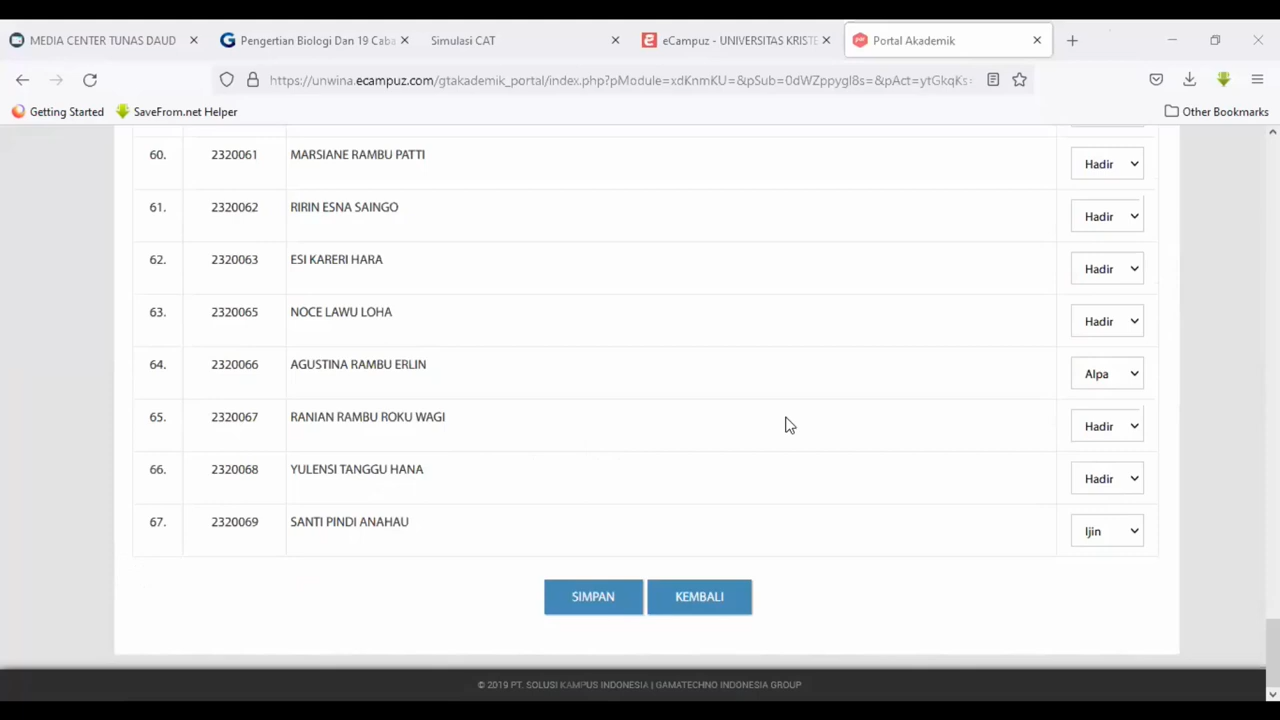 MEDIA CENTER TUNAS DAUD
Pengertian Biologi Dan 19 Caba
Simulasi CAT
eCampuz - UNIVERSITAS KRISTE
Portal Akademik
https://unwina.ecampuz.com/gtakademik_portal/index.php?pModule=xdKnmKU=&pSub=0dWZppygl8s=&pAct=ytGkqKs=
Getting Started
SaveFrom.net Helper
Other Bookmarks
60. 2320061 MARSIANE RAMBU PATTI Hadir
61. 2320062 RIRIN ESNA SAINGO Hadir
62. 2320063 ESI KARERI HARA Hadir
63. 2320065 NOCE LAWU LOHA Hadir
64. 2320066 AGUSTINA RAMBU ERLIN Alpa
65. 2320067 RANIAN RAMBU ROKU WAGI Hadir
66. 2320068 YULENSI TANGGU HANA Hadir
67. 2320069 SANTI PINDI ANAHAU Ijin
SIMPAN KEMBALI
© 2019 PT. SOLUSI KAMPUS INDONESIA | GAMATECHNO INDONESIA GROUP